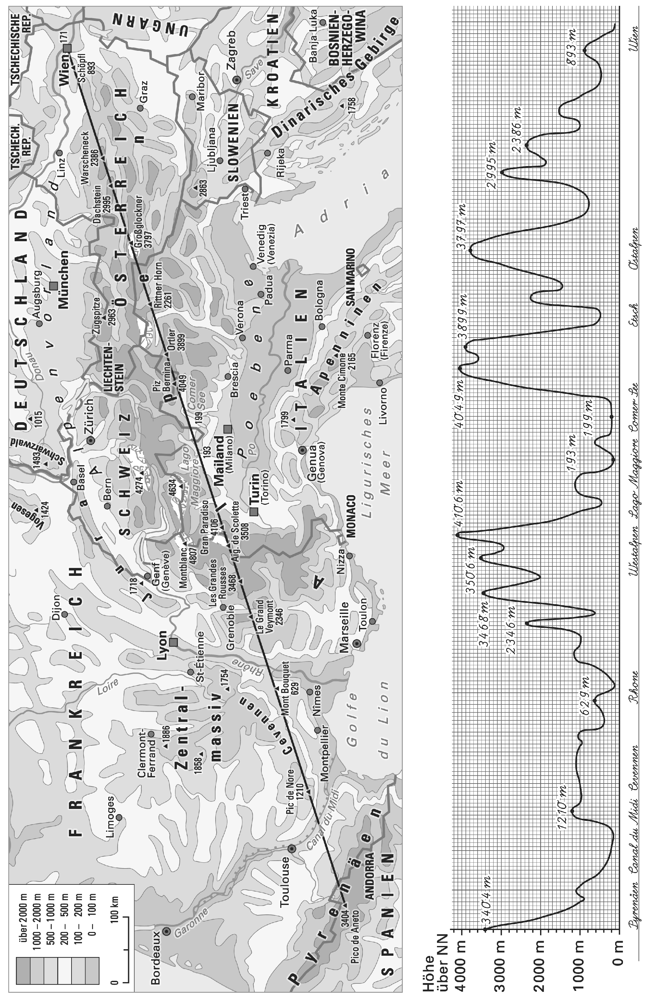 über 2000 m
1000 – 2000 m
500 – 1000 m
200 – 500 m
100 – 200 m
0 – 100 m
0
100 km
TSCHECHISCHE
REP.
TSCHECH.
REP.
DEUTSCHLAND
UNGARN
FRANKREICH
SCHWEIZ
LIECHTEN-
STEIN
ÖSTERREICH
SLOWENIEN
KROATIEN
BOSNIEN-
HERZEGO-
WINA
ITALIEN
SAN MARINO
MONACO
ANDORRA
SPANIEN
Alpenvorland
Alpen
Jura
Schwarzwald
1493
Vogesen
1424
1015
Zentral-
massiv
Cevennen
Pyrenäen
Apenninen
Dinarisches Gebirge
1758
Poebene
Po
Adria
Ligurisches
Meer
Golfe
du Lion
Donau
Loire
Rhône
Garonne
Canal du Midi
Save
Lago
Maggiore
193
Comer
See
199
Wien
171
Schöpfl
893
Linz
Graz
Warscheneck
2386
Dachstein
2995
Großglockner
3797
Rittner Horn
2261
Ortler
3899
Piz
Bernina
4049
Zugspitze
2963
Augsburg
München
Zürich
Basel
Bern
4274
4634
Genf
(Genève)
1718
Montblanc
4807
Gran Paradiso
4106
Aig. de Scolette
3508
Les Grandes
Rousses
3468
Grenoble
Le Grand
Veymont
2346
Dijon
Lyon
St-Étienne
1754
Clermont-
Ferrand
1886
1858
Limoges
Bordeaux
Toulouse
Pico de Aneto
3404
Pic de Nore
1210
Mont Bouquet
629
Nîmes
Montpellier
Marseille
Toulon
Nizza
Turin
(Torino)
Mailand
(Milano)
Genua
(Genova)
1799
Brescia
Verona
Parma
Bologna
Padua
Venedig
(Venezia)
Monte Cimone
2165
Florenz
(Firenze)
Livorno
Triest
2863
Ljubljana
Maribor
Zagreb
Rijeka
Banja Luka
Höhe
über NN
4000 m
3000 m
2000 m
1000 m
0 m
3404 m
1210 m
629 m
2346 m
3468 m
3506 m
4106 m
193 m
199 m
4049 m
3899 m
3797 m
2995 m
2386 m
893 m
Pyrenäen
Canal du Midi
Cevennen
Rhone
Westalpen
Lago Maggiore
Comer See
Etsch
Ostalpen
Wien